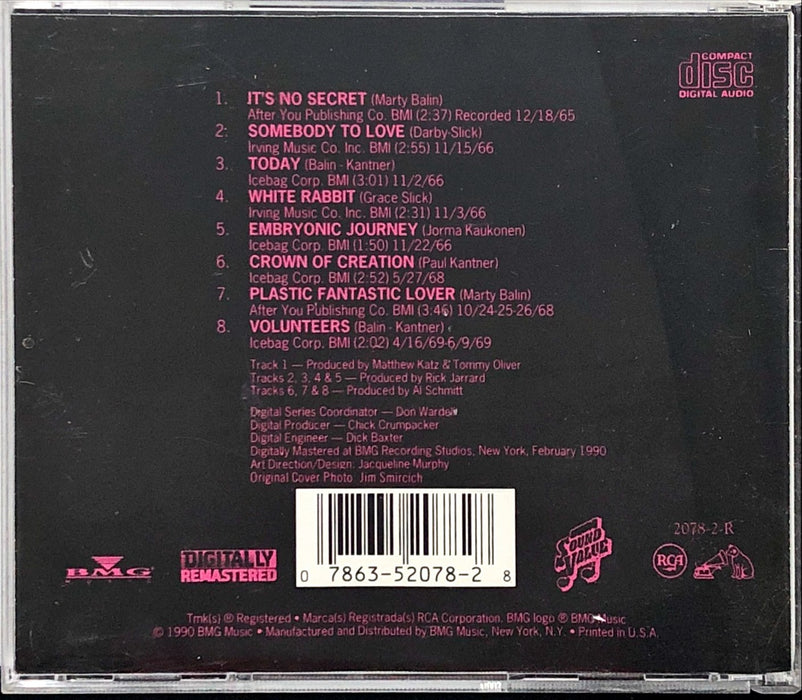 COMPACT
disc
DIGITAL AUDIO
1. IT'S NO SECRET (Marty Balin)
After You Publishing Co. BMI (2:37) Recorded 12/18/65
2. SOMEBODY TO LOVE (Darby-Slick)
Irving Music Co. Inc. BMI (2:55) 11/15/66
3. TODAY (Balin - Kantner)
Icebag Corp. BMI (3:01) 11/2/66
4. WHITE RABBIT (Grace Slick)
Irving Music Co. Inc. BMI (2:31) 11/3/66
5. EMBRYONIC JOURNEY (Jorma Kaukonen)
Icebag Corp. BMI (1:50) 11/22/66
6. CROWN OF CREATION (Paul Kantner)
Icebag Corp. BMI (2:52) 5/27/68
7. PLASTIC FANTASTIC LOVER (Marty Balin)
After You Publishing Co. BMI (3:46) 10/24-25-26/68
8. VOLUNTEERS (Balin - Kantner)
Icebag Corp. BMI (2:02) 4/16/69-6/9/69
Track 1 — Produced by Matthew Katz & Tommy Oliver
Tracks 2, 3, 4 & 5 — Produced by Rick Jarrard
Tracks 6, 7 & 8 — Produced by Al Schmitt
Digital Series Coordinator — Don Wardell
Digital Producer — Chick Crumpacker
Digital Engineer — Dick Baxter
Digitally Mastered at BMG Recording Studios, New York, February 1990
Art Direction/Design: Jacqueline Murphy
Original Cover Photo: Jim Smircich
2078-2-R
BMG
DIGITALLY
REMASTERED
0 7863-52078-2 8
SOUND
VALUE
RCA
Tmk(s) ® Registered • Marca(s) Registrada(s) RCA Corporation. BMG logo ® BMG Music
© 1990 BMG Music • Manufactured and Distributed by BMG Music, New York, N.Y. • Printed in U.S.A.